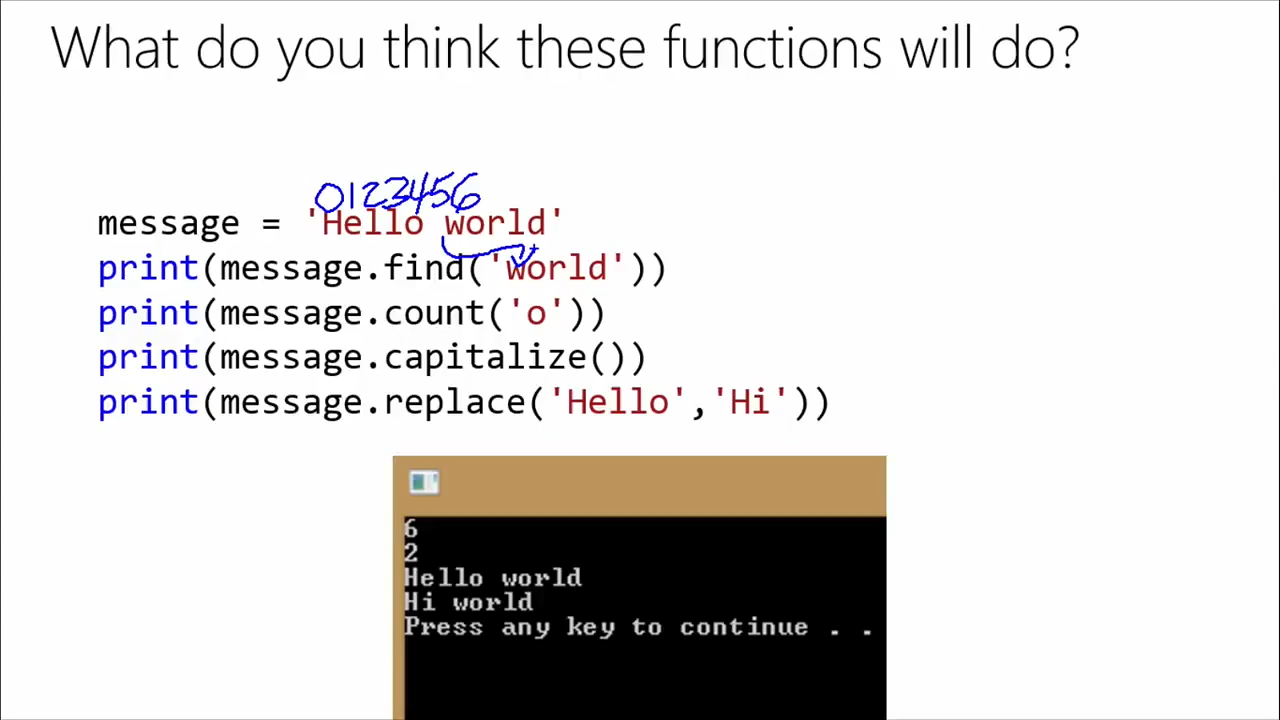 What do you think these functions will do?
0123456
message = 'Hello world'
print(message.find('world'))
print(message.count('o'))
print(message.capitalize())
print(message.replace('Hello','Hi'))
6
2
Hello world
Hi world
Press any key to continue . .